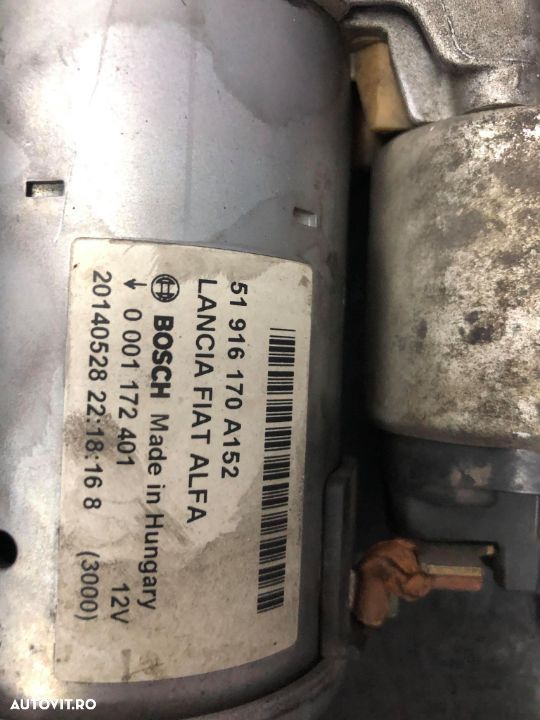 51 916 170 A152
LANCIA FIAT ALFA
BOSCH Made in Hungary
0 001 172 401 12V
20140528 22:18:16 8 (3000)
AUTOVIT.RO